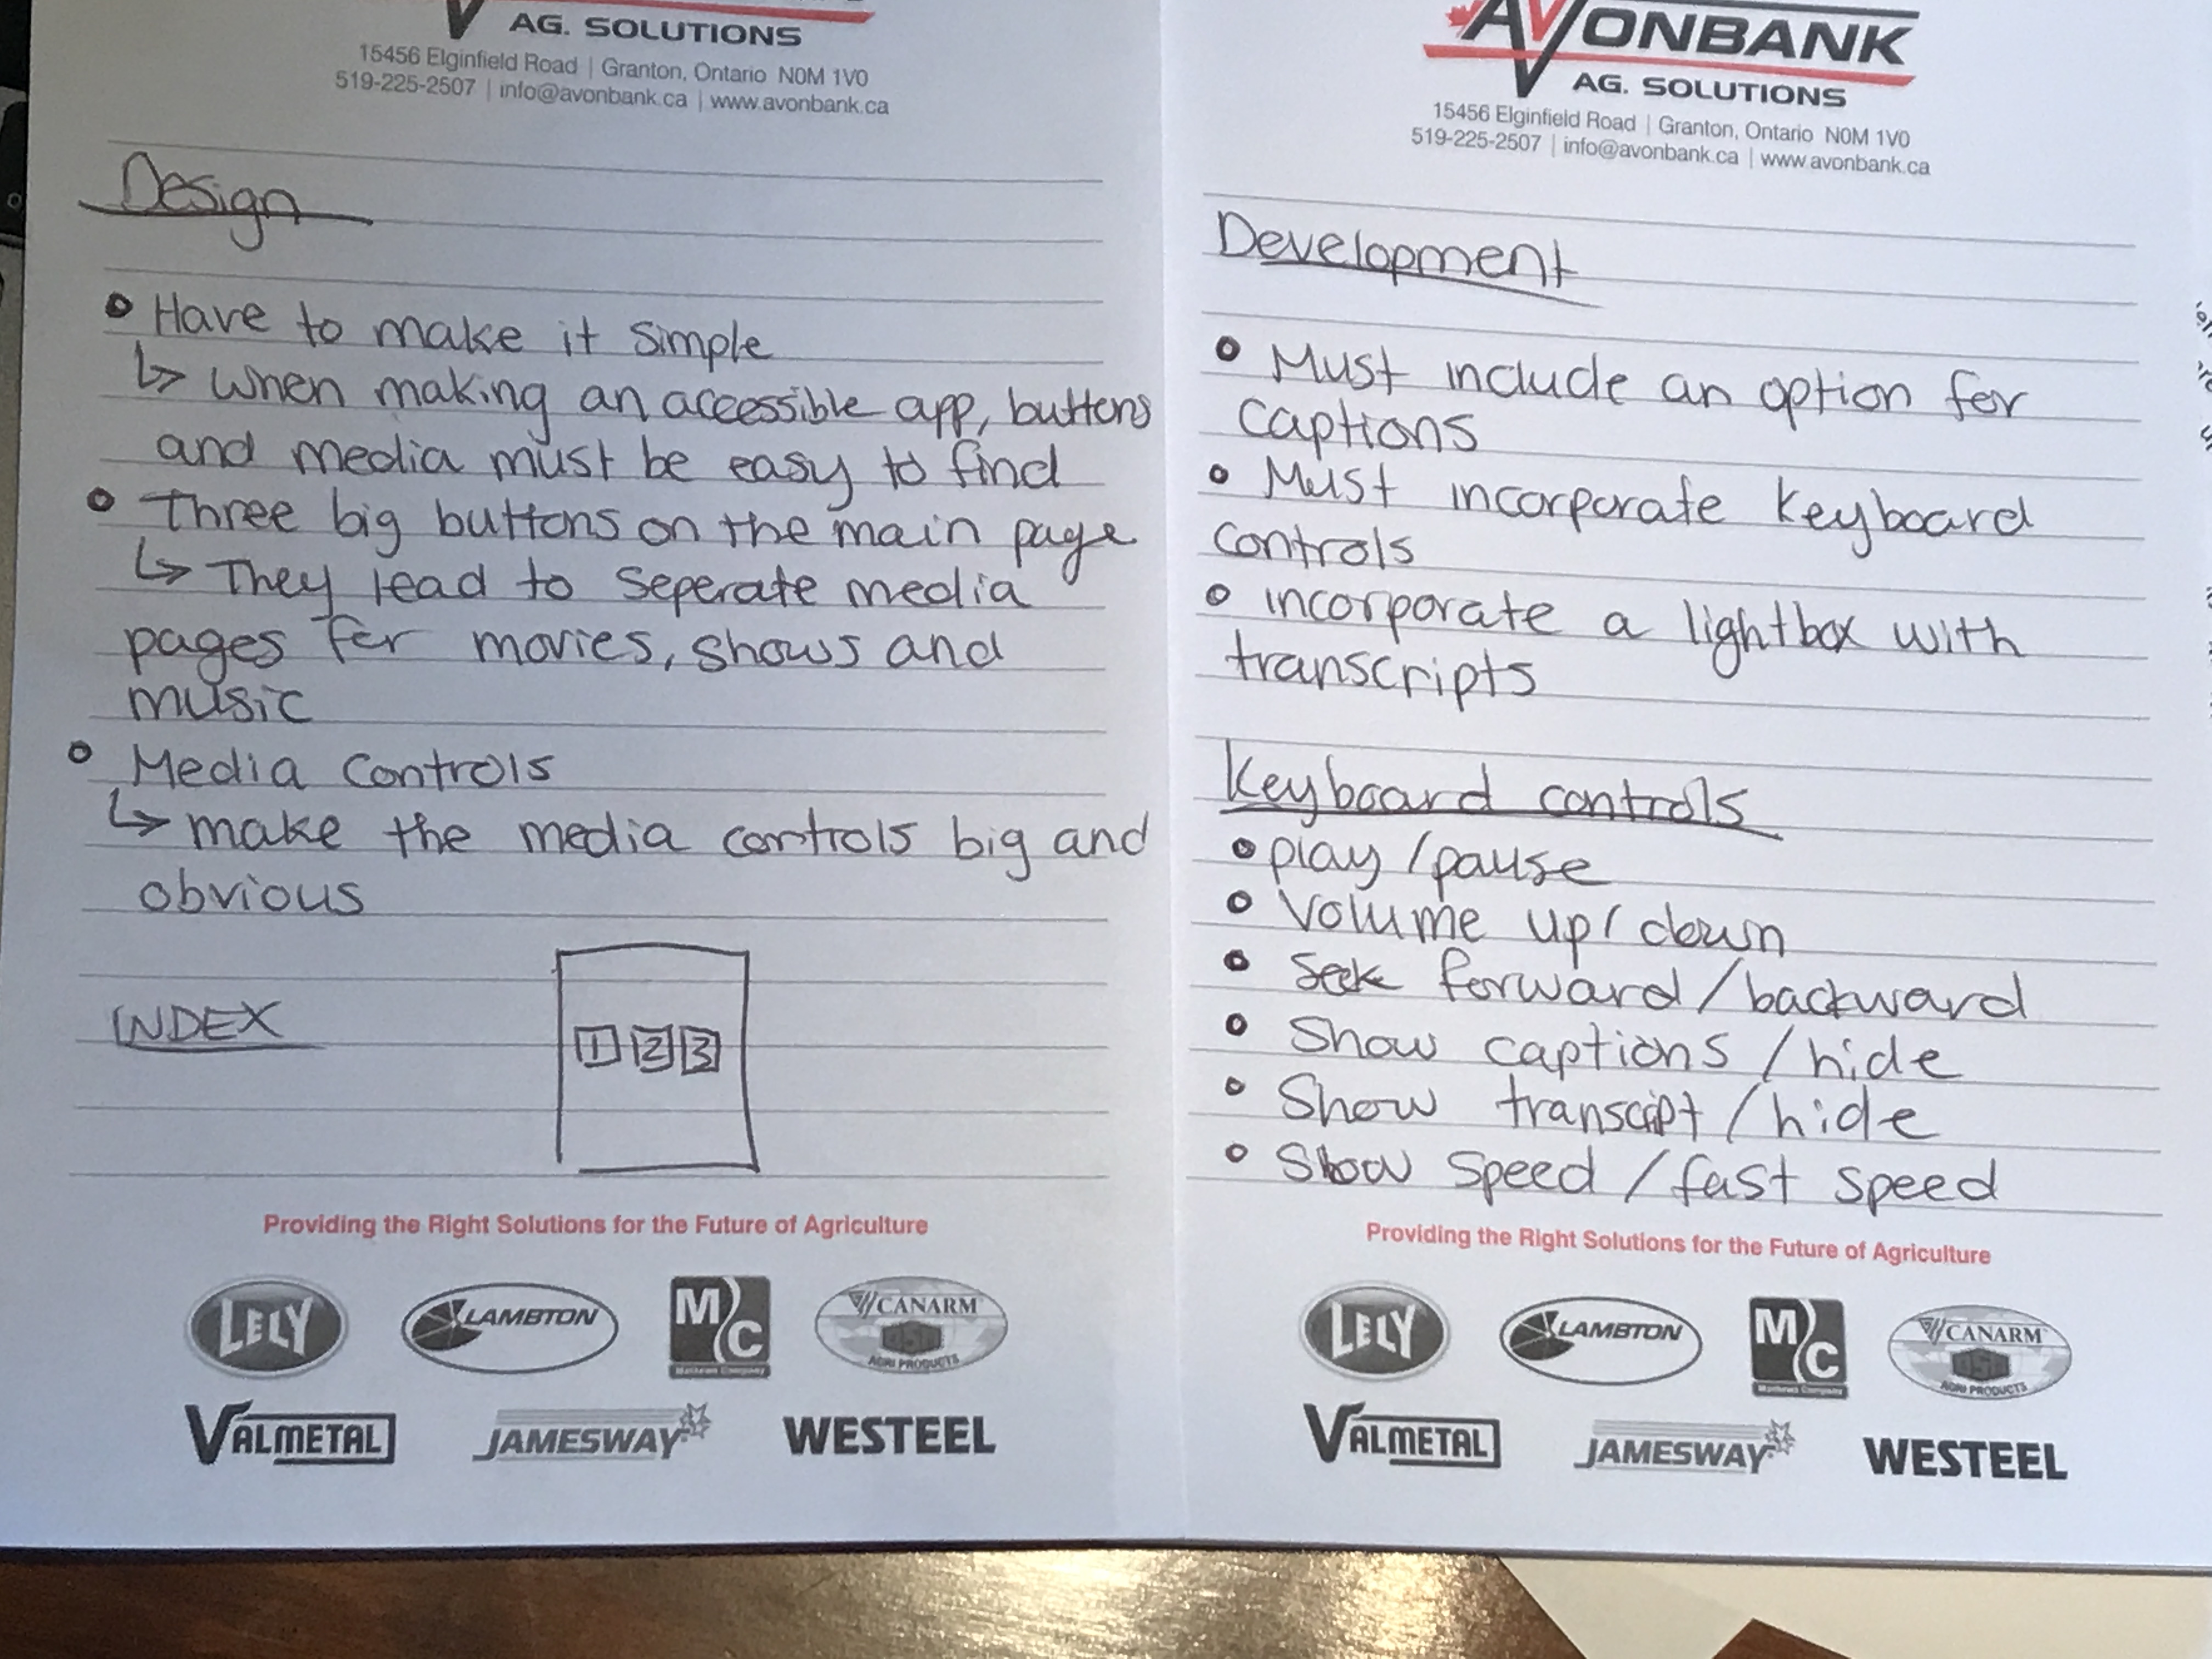 AG. SOLUTIONS
15456 Elginfield Road | Granton, Ontario N0M 1V0
519-225-2507 | info@avonbank.ca | www.avonbank.ca
Design
• Have to make it simple
↳ when making an accessible app, buttons
and media must be easy to find
• Three big buttons on the main page
↳ They lead to seperate media
pages for movies, shows and
music
• Media Controls
↳ make the media controls big and
obvious
INDEX
1 2 3
Providing the Right Solutions for the Future of Agriculture
LELY LAMBTON MC CANARM
AGRI PRODUCTS
VALMETAL JAMESWAY WESTEEL
AVONBANK
AG. SOLUTIONS
15456 Elginfield Road | Granton, Ontario N0M 1V0
519-225-2507 | info@avonbank.ca | www.avonbank.ca
Development
• Must include an option for
captions
• Must incorporate keyboard
controls
• incorporate a lightbox with
transcripts
Keyboard controls
• play/pause
• Volume up/down
• Seek forward/backward
• Show captions/hide
• Show transcipt/hide
• Slow speed/fast speed
Providing the Right Solutions for the Future of Agriculture
LELY LAMBTON MC CANARM
AGRI PRODUCTS
VALMETAL JAMESWAY WESTEEL